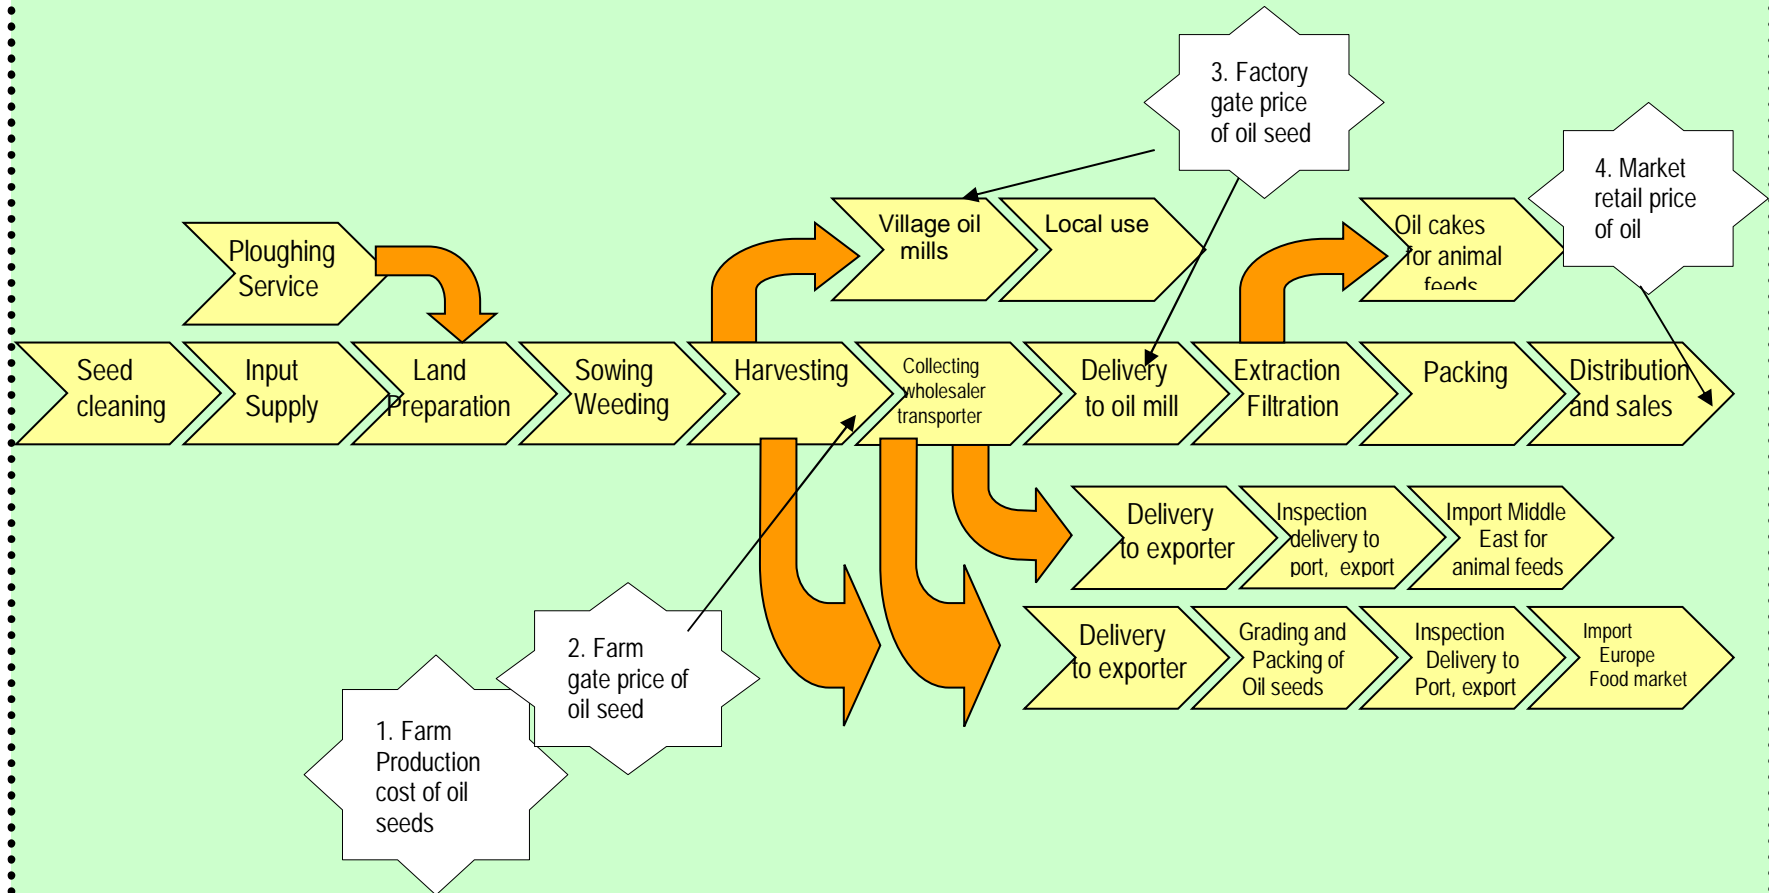 3. Factory
gate price
of oil seed
4. Market
retail price
of oil
Village oil
mills
Local use
Oil cakes
for animal
feeds
Ploughing
Service
Seed
cleaning
Input
Supply
Land
Preparation
Sowing
Weeding
Harvesting
Collecting
wholesaler
transporter
Delivery
to oil mill
Extraction
Filtration
Packing
Distribution
and sales
Delivery
to exporter
Inspection
delivery to
port, export
Import Middle
East for
animal feeds
Delivery
to exporter
Grading and
Packing of
Oil seeds
Inspection
Delivery to
Port, export
Import
Europe
Food market
2. Farm
gate price of
oil seed
1. Farm
Production
cost of oil
seeds